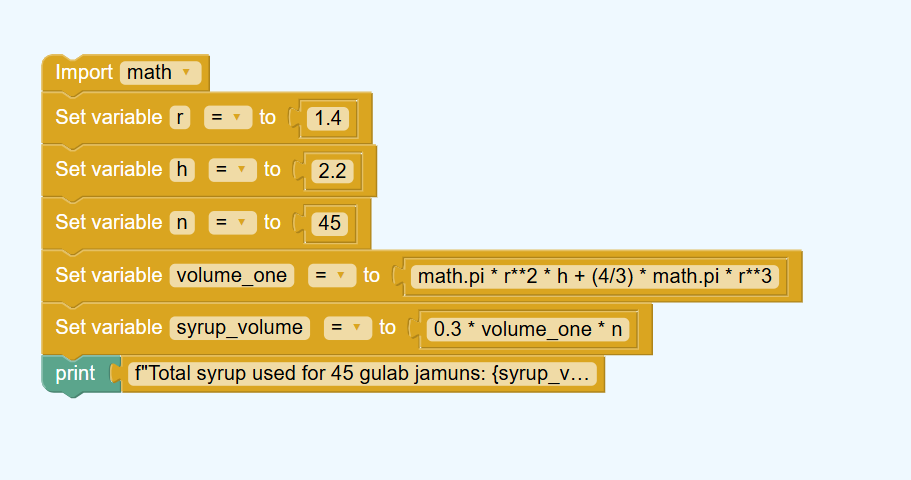 Import math
Set variable r = to 1.4
Set variable h = to 2.2
Set variable n = to 45
Set variable volume_one = to math.pi * r**2 * h + (4/3) * math.pi * r**3
Set variable syrup_volume = to 0.3 * volume_one * n
print f"Total syrup used for 45 gulab jamuns: {syrup_v...